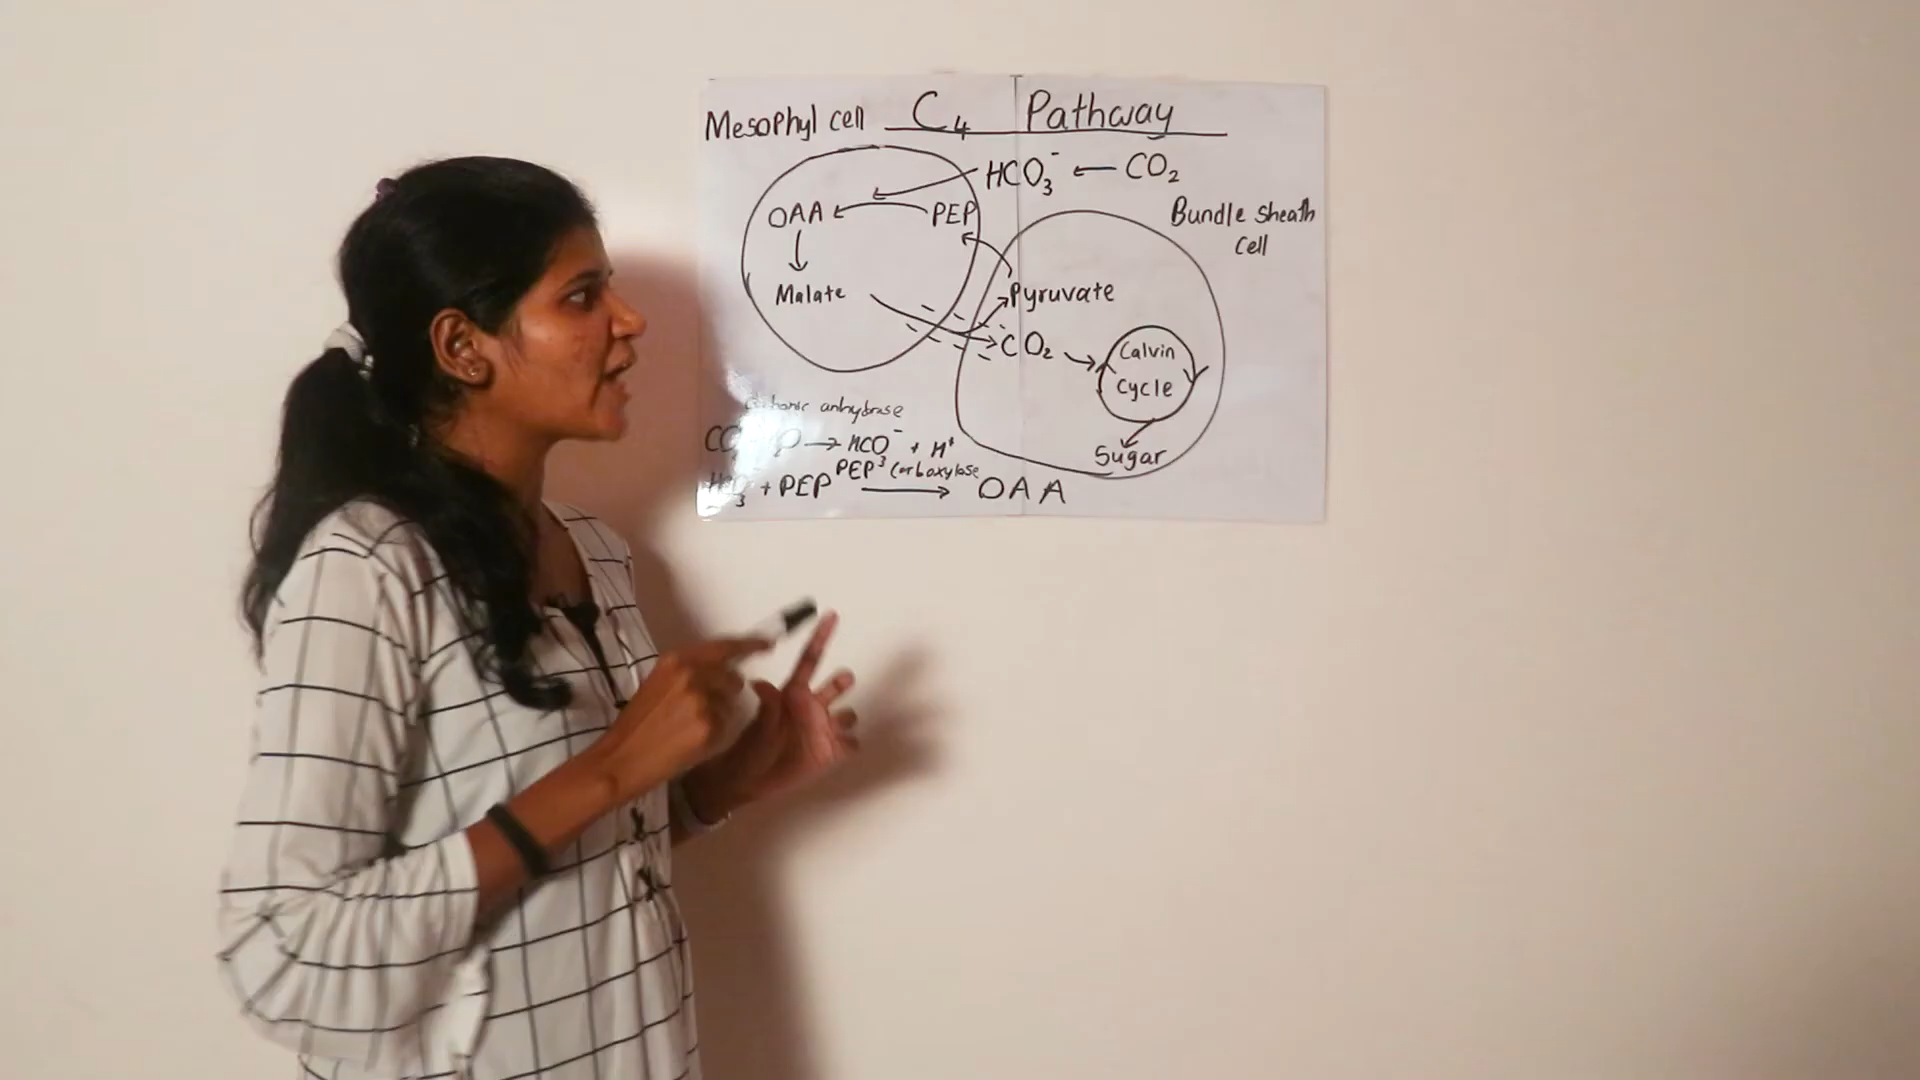 Mesophyl cell C₄ Pathway
HCO₃⁻ ← CO₂
Bundle sheath
cell
OAA ← PEP
↓
Malate
Pyruvate
CO₂ →
Calvin
Cycle
Sugar
anhydrase
→ HCO₃⁻ + H⁺
PEP Carboxylase
+ PEP → OAA